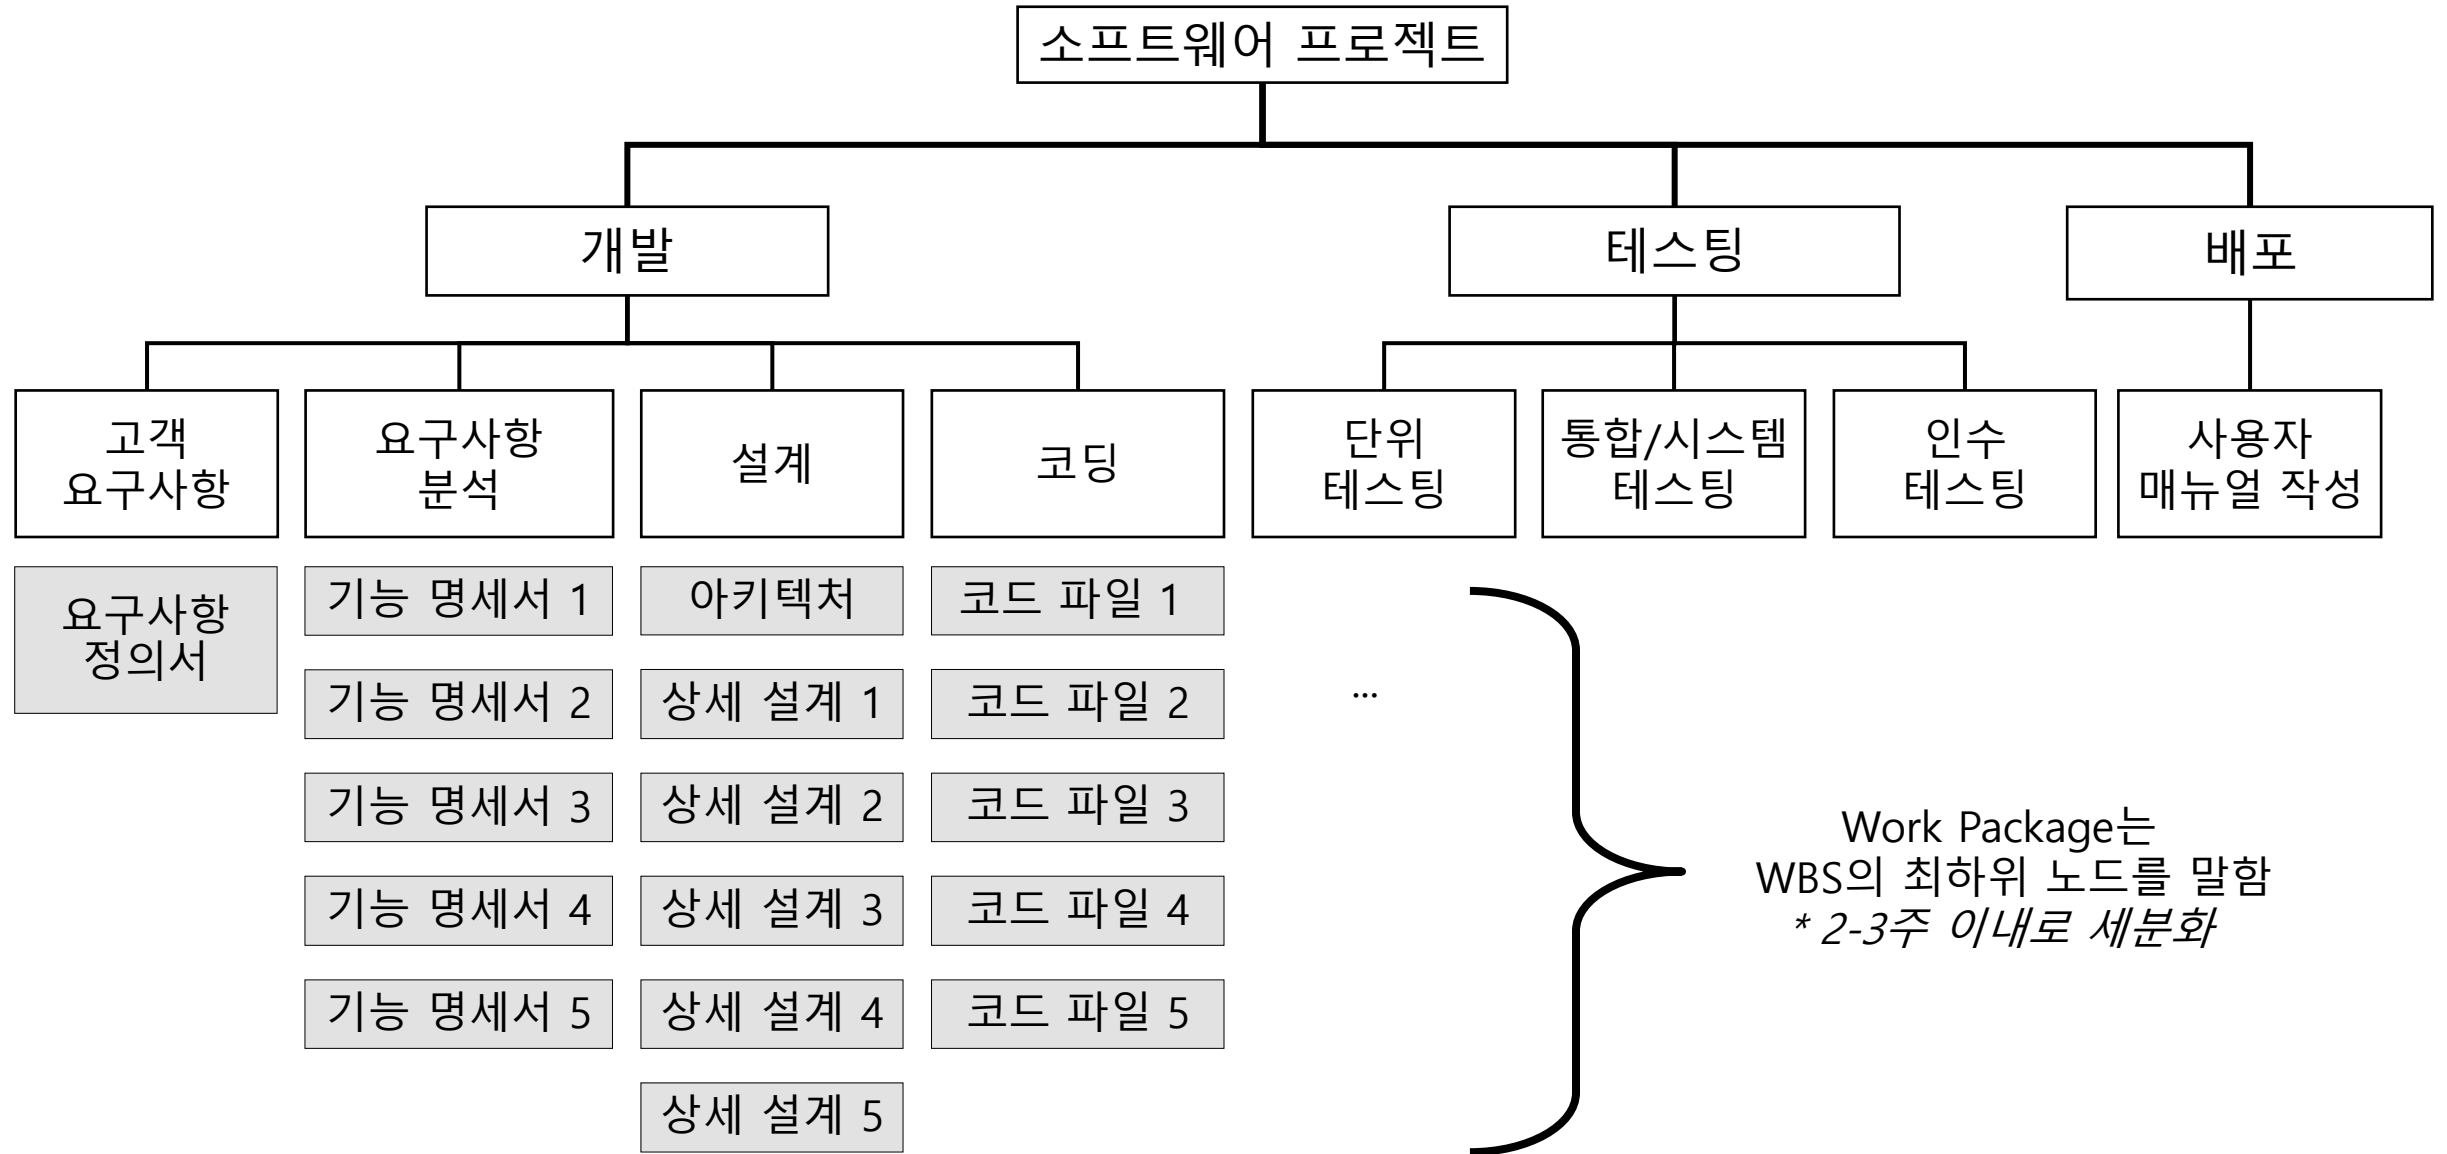 소프트웨어 프로젝트
개발
테스팅
배포
고객
요구사항
요구사항
분석
설계
코딩
단위
테스팅
통합/시스템
테스팅
인수
테스팅
사용자
매뉴얼 작성
요구사항
정의서
기능 명세서 1
기능 명세서 2
기능 명세서 3
기능 명세서 4
기능 명세서 5
아키텍처
상세 설계 1
상세 설계 2
상세 설계 3
상세 설계 4
상세 설계 5
코드 파일 1
코드 파일 2
코드 파일 3
코드 파일 4
코드 파일 5
...
Work Package는
WBS의 최하위 노드를 말함
* 2-3주 이내로 세분화